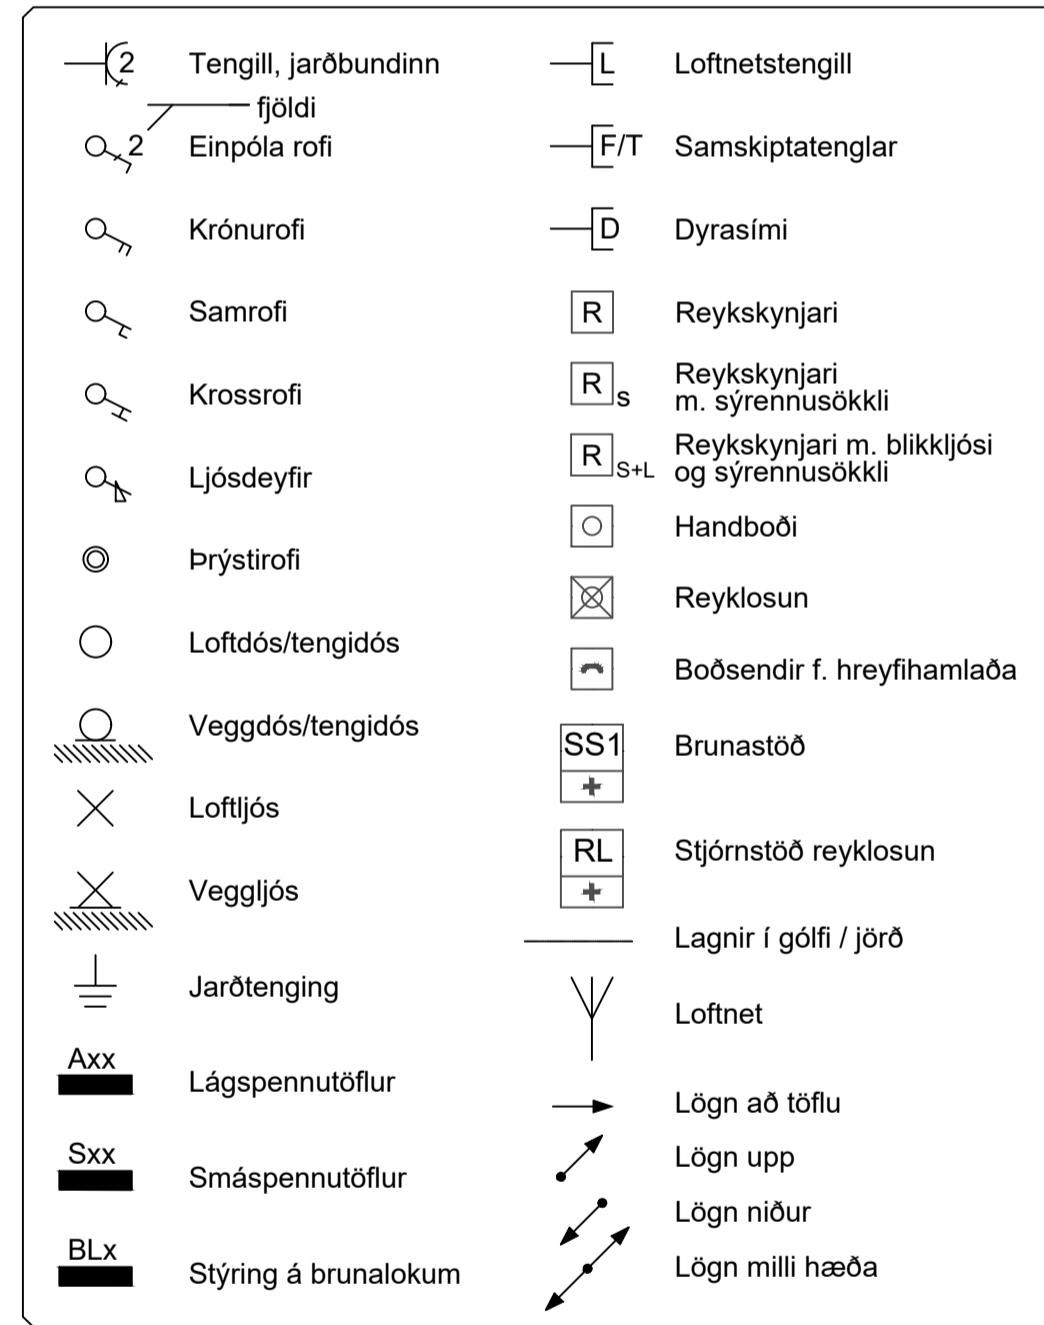 2 Tengill, jarðbundinn
fjöldi
2 Einpóla rofi
Krónurofi
Samrofi
Krossrofi
Ljósdeyfir
Þrýstirofi
Loftdós/tengidós
Veggdós/tengidós
Loftljós
Veggljós
Jarðtenging
Axx
Lágspennutöflur
Sxx
Smáspennutöflur
BLx
Stýring á brunalokum
L Loftnetstengill
F/T Samskiptatenglar
D Dyrasími
R Reykskynjari
R s Reykskynjari
m. sýrennusökkli
R S+L Reykskynjari m. blikkljósi
og sýrennusökkli
Handboði
Reyklosun
Boðsendir f. hreyfihamlaða
SS1 Brunastöð
RL Stjórnstöð reyklosun
Lagnir í gólfi / jörð
Loftnet
Lögn að töflu
Lögn upp
Lögn niður
Lögn milli hæða